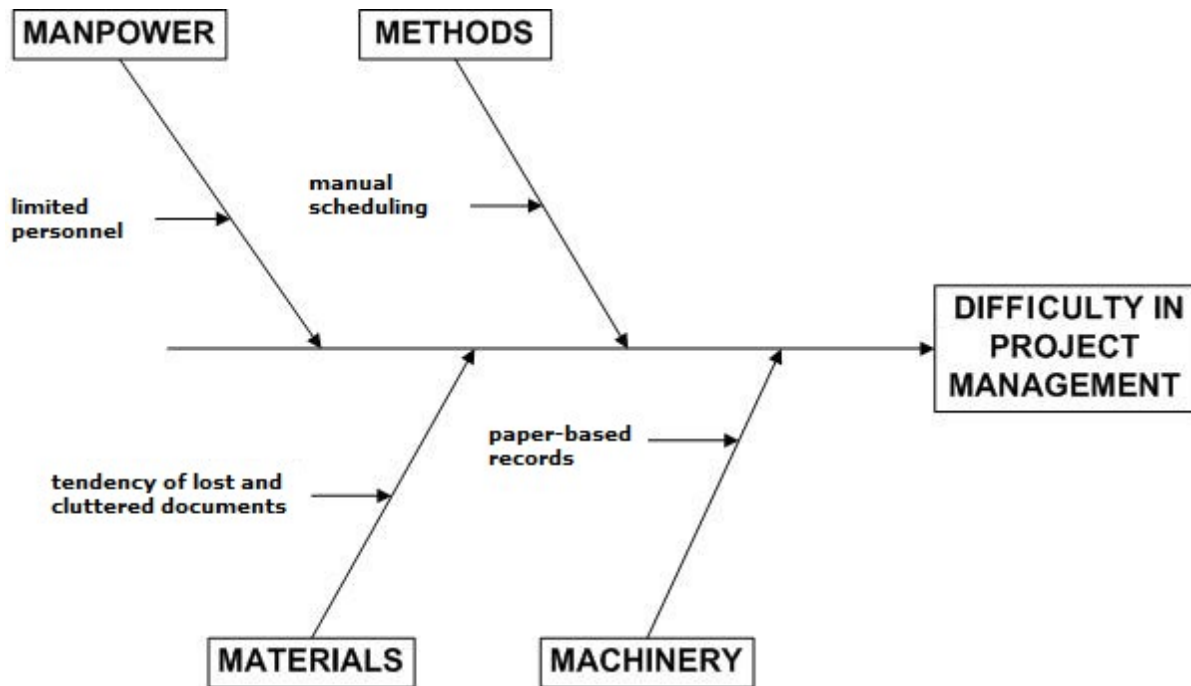 MANPOWER
METHODS
manual
scheduling
limited
personnel
DIFFICULTY IN
PROJECT
MANAGEMENT
paper-based
records
tendency of lost and
cluttered documents
MATERIALS
MACHINERY